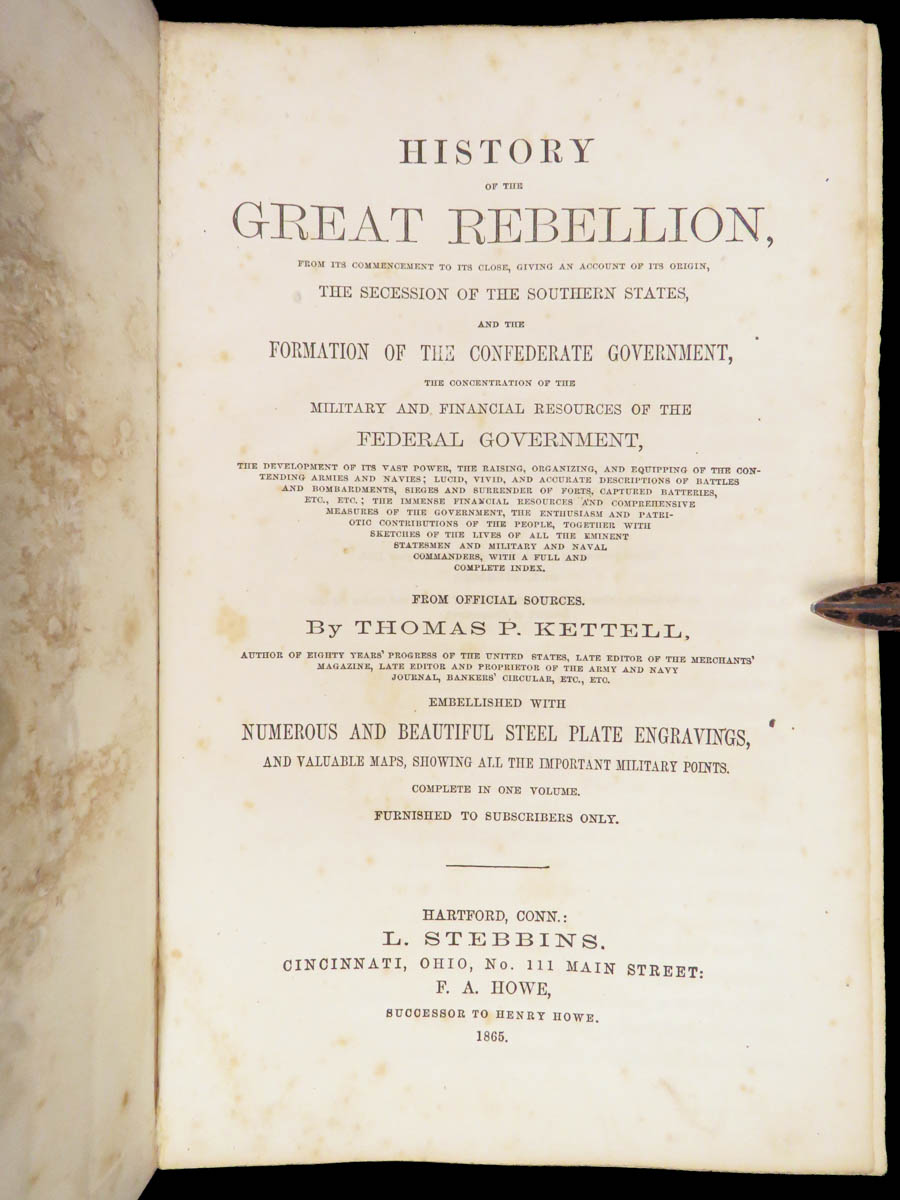 HISTORY
OF THE
GREAT REBELLION,
FROM ITS COMMENCEMENT TO ITS CLOSE, GIVING AN ACCOUNT OF ITS ORIGIN,
THE SECESSION OF THE SOUTHERN STATES,
AND THE
FORMATION OF THE CONFEDERATE GOVERNMENT,
THE CONCENTRATION OF THE
MILITARY AND FINANCIAL RESOURCES OF THE
FEDERAL GOVERNMENT,
THE DEVELOPMENT OF ITS VAST POWER, THE RAISING, ORGANIZING, AND EQUIPPING OF THE CON-
TENDING ARMIES AND NAVIES; LUCID, VIVID, AND ACCURATE DESCRIPTIONS OF BATTLES
AND BOMBARDMENTS, SIEGES AND SURRENDER OF FORTS, CAPTURED BATTERIES,
ETC., ETC.; THE IMMENSE FINANCIAL RESOURCES AND COMPREHENSIVE
MEASURES OF THE GOVERNMENT, THE ENTHUSIASM AND PATRI-
OTIC CONTRIBUTIONS OF THE PEOPLE, TOGETHER WITH
SKETCHES OF THE LIVES OF ALL THE EMINENT
STATESMEN AND MILITARY AND NAVAL
COMMANDERS, WITH A FULL AND
COMPLETE INDEX.
FROM OFFICIAL SOURCES.
By THOMAS P. KETTELL,
AUTHOR OF EIGHTY YEARS' PROGRESS OF THE UNITED STATES, LATE EDITOR OF THE MERCHANTS'
MAGAZINE, LATE EDITOR AND PROPRIETOR OF THE ARMY AND NAVY
JOURNAL, BANKERS' CIRCULAR, ETC., ETC.
EMBELLISHED WITH
NUMEROUS AND BEAUTIFUL STEEL PLATE ENGRAVINGS,
AND VALUABLE MAPS, SHOWING ALL THE IMPORTANT MILITARY POINTS.
COMPLETE IN ONE VOLUME.
FURNISHED TO SUBSCRIBERS ONLY.
HARTFORD, CONN.:
L. STEBBINS.
CINCINNATI, OHIO, No. 111 MAIN STREET:
F. A. HOWE,
SUCCESSOR TO HENRY HOWE.
1865.